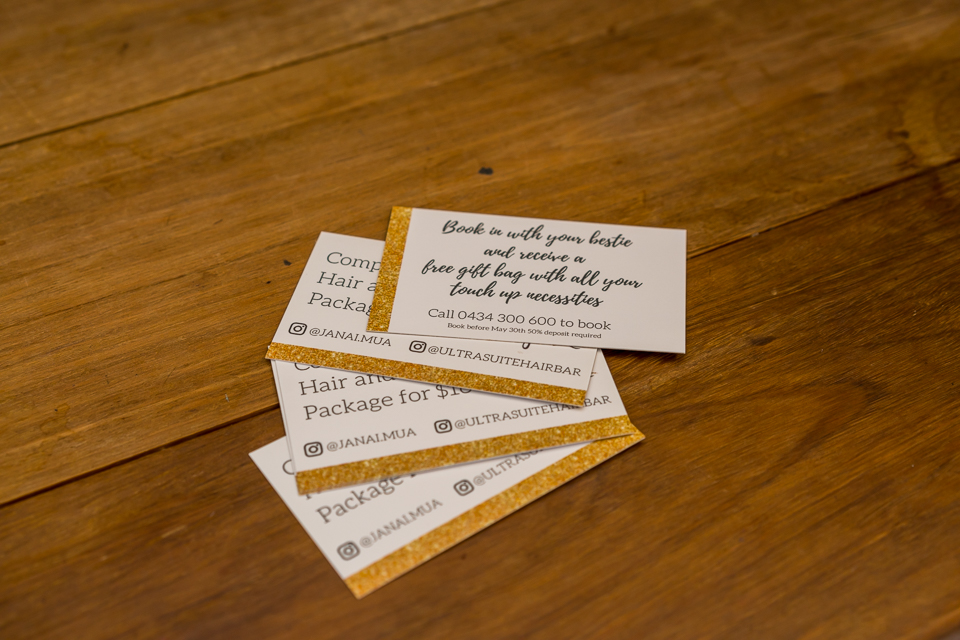 Book in with your bestie
and receive a
free gift bag with all your
touch up necessities
Call 0434 300 600 to book
Book before May 30th 50% deposit required
Hair
Package
@JANAI.MUA @ULTRASUITEHAIRBAR
Hair and
Package for
@JANAI.MUA @ULTRASUITEHAIRBAR
Package
@JANAI.MUA